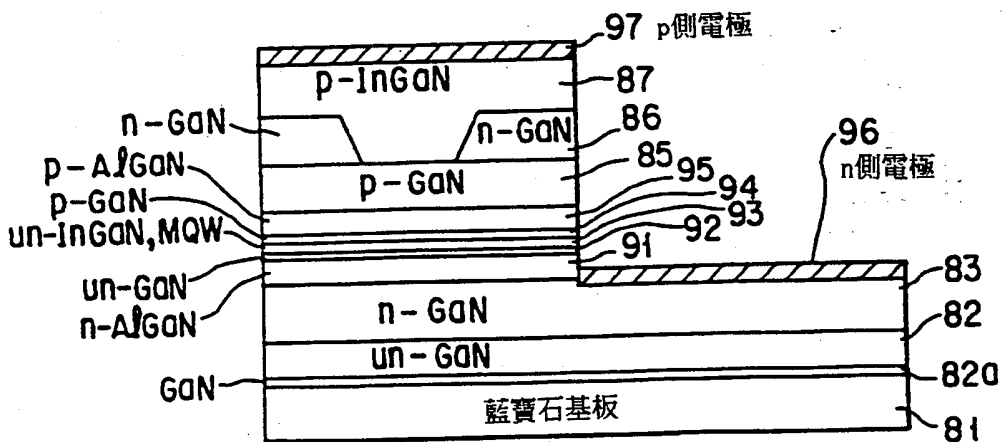 97 p側電極
p-InGaN
87
n-GaN
n-GaN
86
96
n側電極
p-AlGaN
85
p-GaN
95
p-GaN
94
un-InGaN,MQW
93
92
91
un-GaN
83
n-AlGaN
n-GaN
82
un-GaN
GaN
82a
藍寶石基板
81